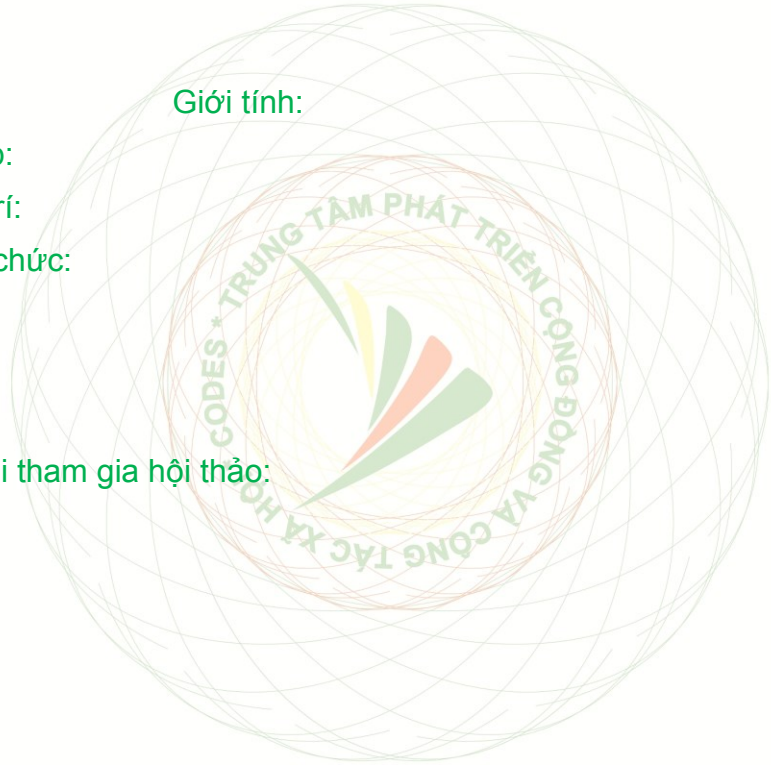 Giới tính:
:
í:
chức:
tham gia hội thảo:
TRUNG TÂM PHÁT TRIỂN CỘNG ĐỒNG VÀ CÔNG TÁC XÃ HỘI * CODES *